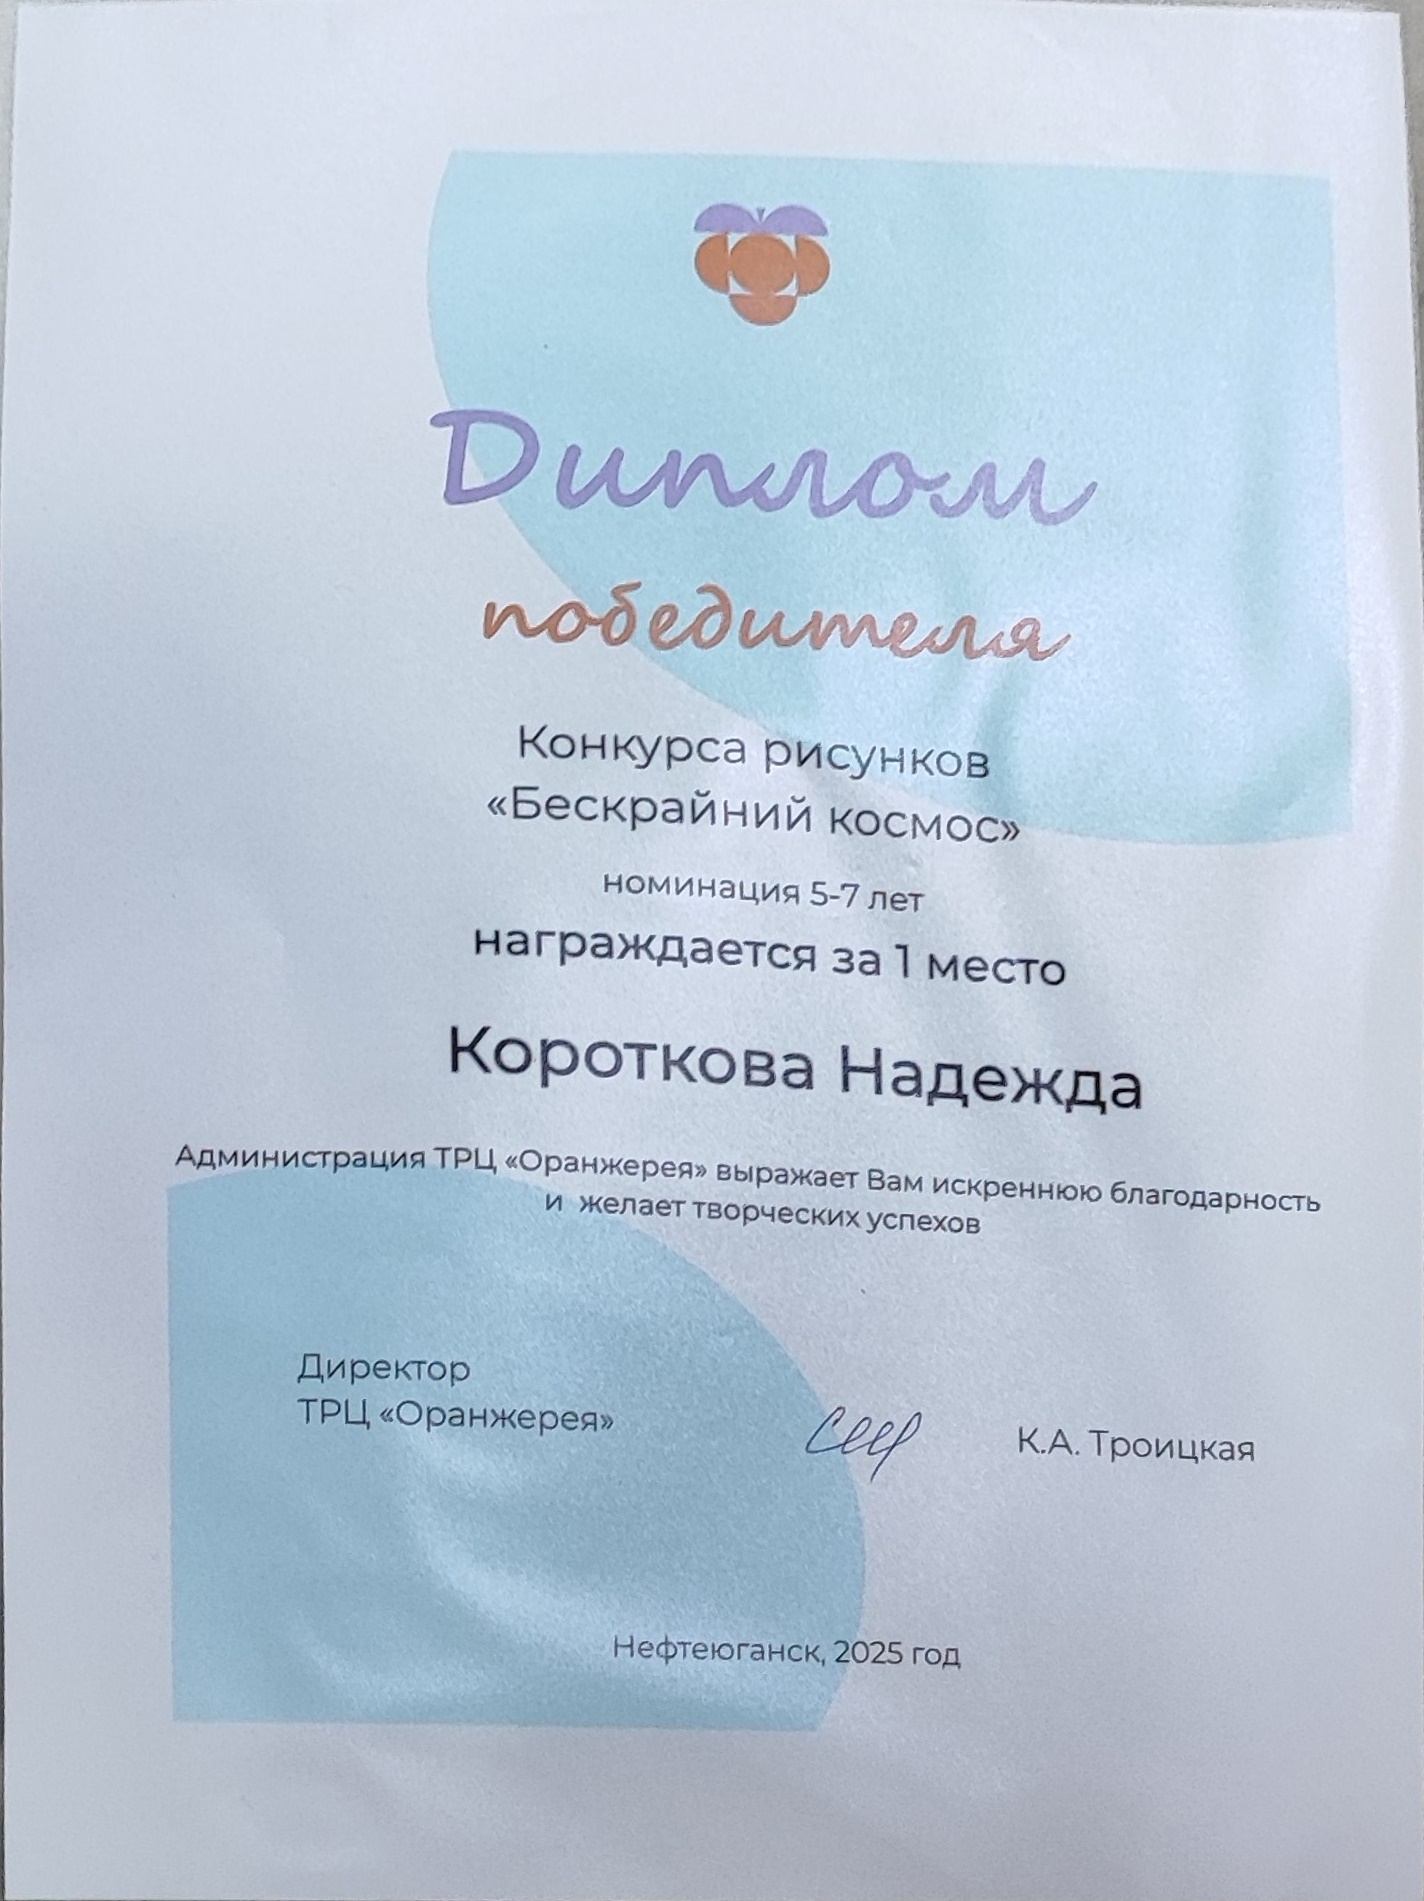 Диплом
победителя
Конкурса рисунков
«Бескрайний космос»
номинация 5-7 лет
награждается за 1 место
Короткова Надежда
Администрация ТРЦ «Оранжерея» выражает Вам искреннюю благодарность
и желает творческих успехов
Директор
ТРЦ «Оранжерея»
К.А. Троицкая
Нефтеюганск, 2025 год